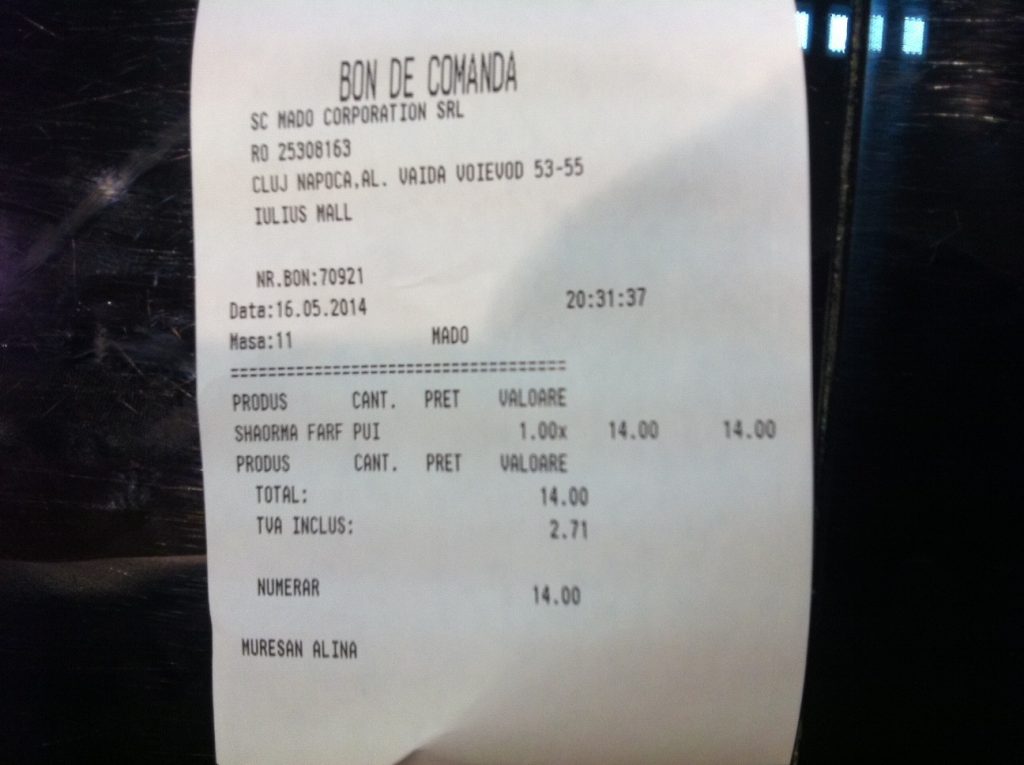 BON DE COMANDA
SC MADO CORPORATION SRL
RO 25308163
CLUJ NAPOCA,AL. VAIDA VOIEVOD 53-55
IULIUS MALL
NR.BON:70921
Data:16.05.2014 20:31:37
Masa:11 MADO
====================================
PRODUS CANT. PRET VALOARE
SHAORMA FARF PUI 1.00x 14.00 14.00
PRODUS CANT. PRET VALOARE
TOTAL: 14.00
TVA INCLUS: 2.71
NUMERAR 14.00
MURESAN ALINA